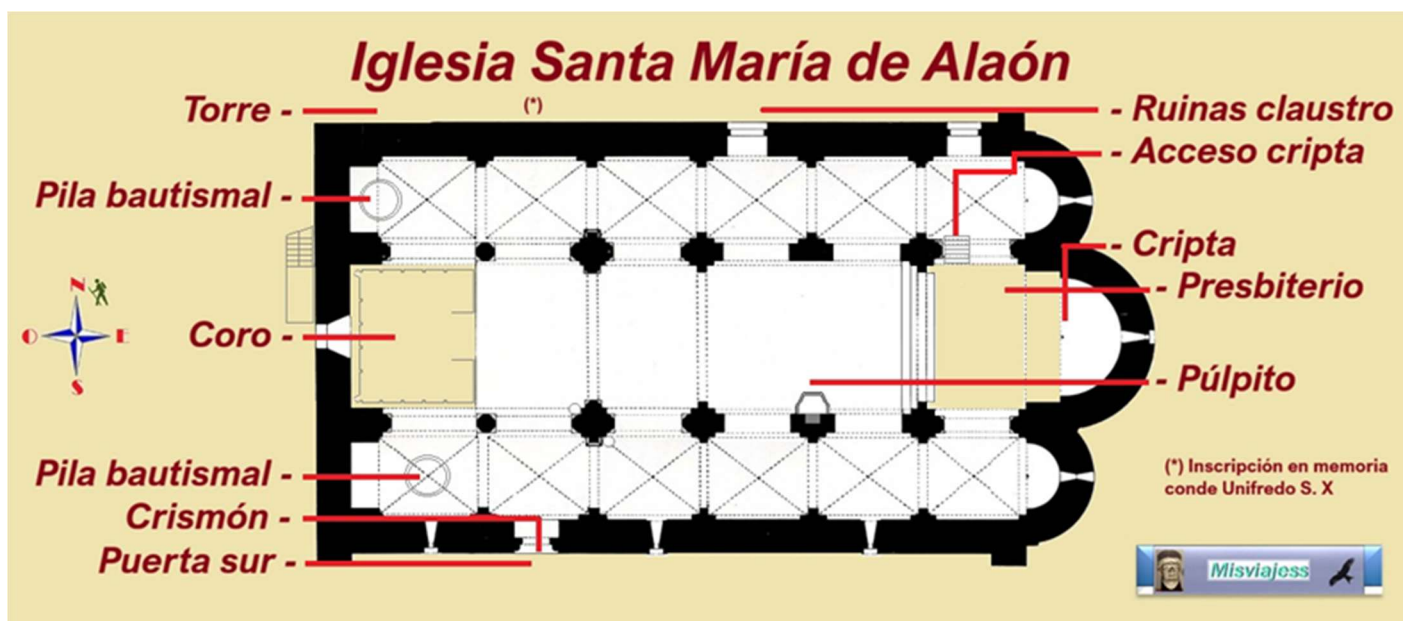 Iglesia Santa María de Alaón
Torre -
(*)
- Ruinas claustro
- Acceso cripta
Pila bautismal -
- Cripta
- Presbiterio
N
O
E
S
Coro -
- Púlpito
Pila bautismal -
(*) Inscripción en memoria
conde Unifredo S. X
Crismón -
Puerta sur -
Misviajess